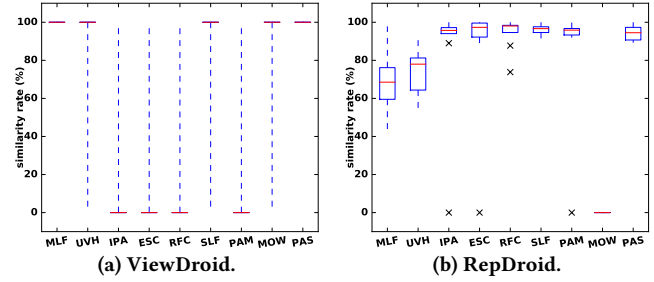 similarity rate (%)
100
80
60
40
20
0
MLF UVH IPA ESC RFC SLF PAM MOW PAS
(a) ViewDroid.
similarity rate (%)
100
80
60
40
20
0
MLF UVH IPA ESC RFC SLF PAM MOW PAS
(b) RepDroid.